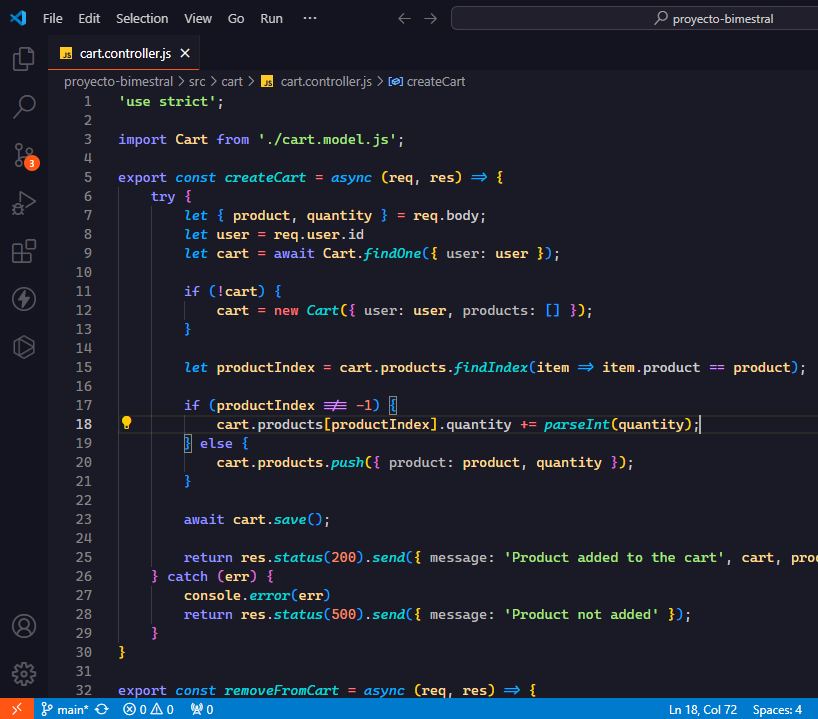 File Edit Selection View Go Run ···
proyecto-bimestral
JS cart.controller.js ×
proyecto-bimestral > src > cart > JS cart.controller.js > createCart
1 'use strict';
2
3 import Cart from './cart.model.js';
4
5 export const createCart = async (req, res) => {
6 try {
7 let { product, quantity } = req.body;
8 let user = req.user.id
9 let cart = await Cart.findOne({ user: user });
10
11 if (!cart) {
12 cart = new Cart({ user: user, products: [] });
13 }
14
15 let productIndex = cart.products.findIndex(item => item.product == product);
16
17 if (productIndex !== -1) {
18 cart.products[productIndex].quantity += parseInt(quantity);
19 } else {
20 cart.products.push({ product: product, quantity });
21 }
22
23 await cart.save();
24
25 return res.status(200).send({ message: 'Product added to the cart', cart, prod
26 } catch (err) {
27 console.error(err)
28 return res.status(500).send({ message: 'Product not added' });
29 }
30 }
31
32 export const removeFromCart = async (req, res) => {
3
main* 0 0 0 Ln 18, Col 72 Spaces: 4